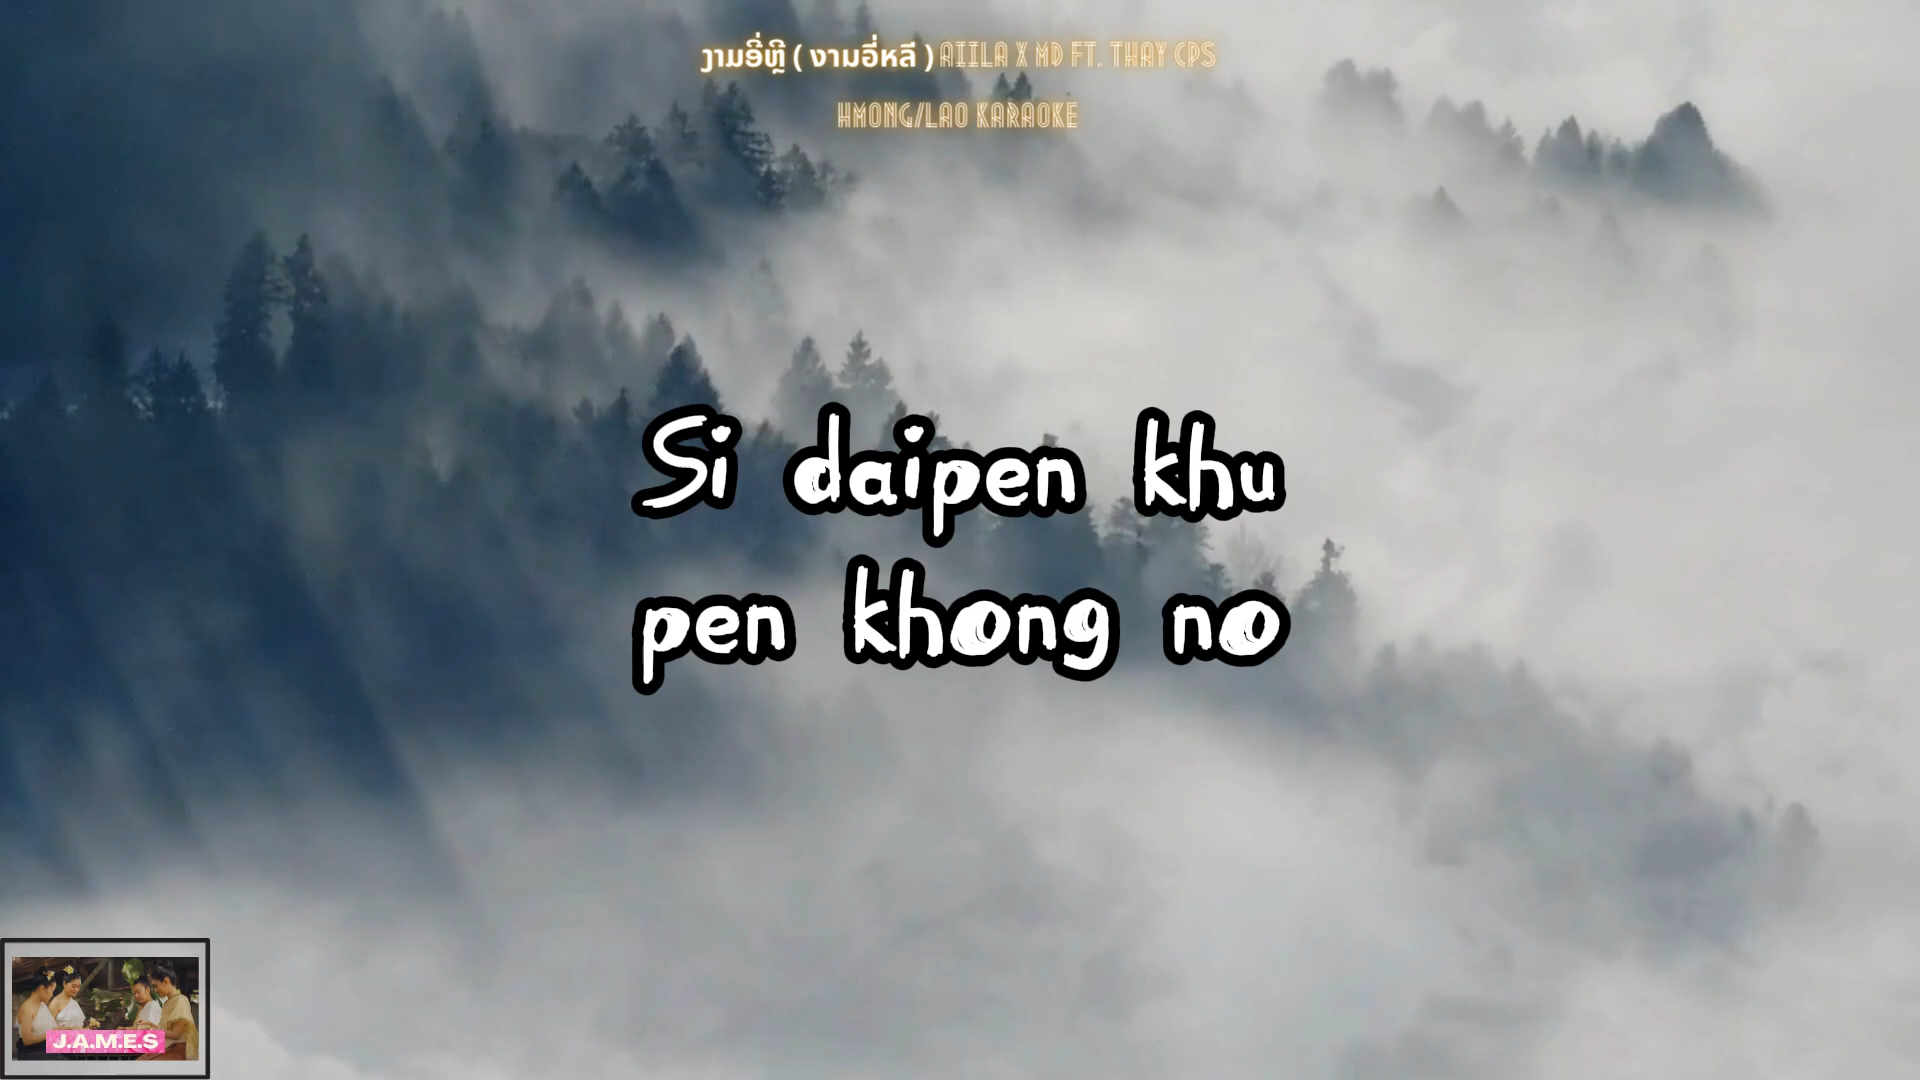 ງາມອີ່ຫຼີ ( งามอี่หลี ) AIILA X MD FT. THAY CPS
HMONG/LAO KARAOKE
Si daipen khu
pen khong no
J.A.M.E.S